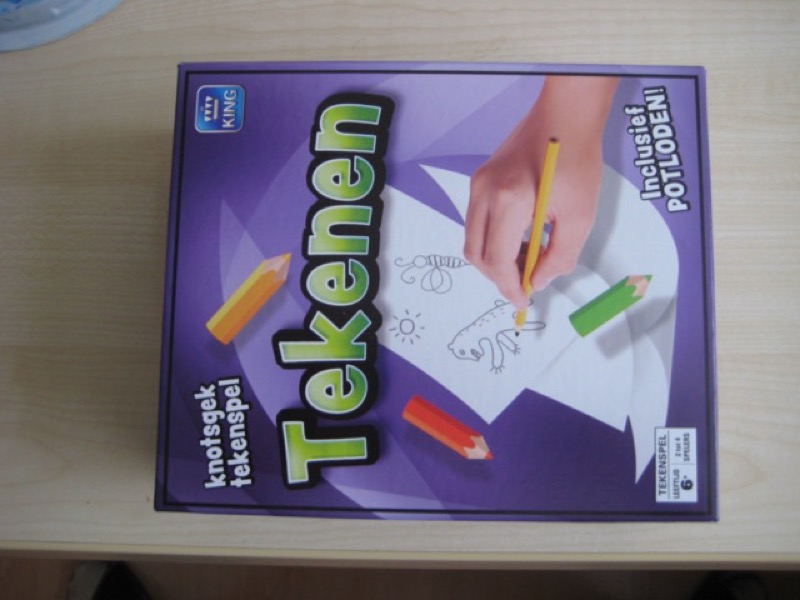 knotsgek
tekenspel
KING
Tekenen
Inclusief
POTLODEN!
TEKENSPEL
LEEFTIJD
6+
2 tot 4
SPELERS